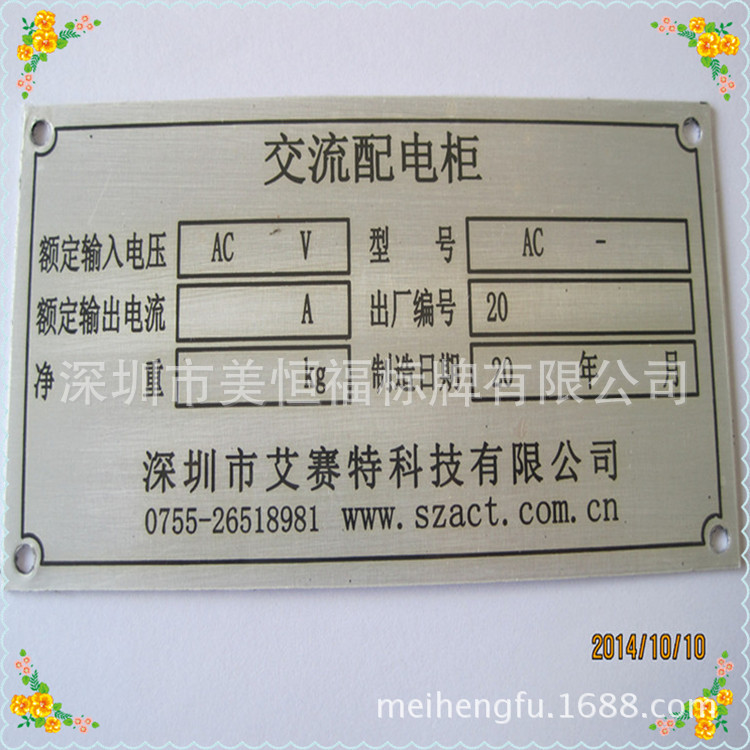 交流配电柜
额定输入电压 AC V 型 号 AC -
额定输出电流 A 出厂编号 20
净 重 kg 制造日期 20 年 月
深圳市美恒福标牌有限公司
深圳市艾赛特科技有限公司
0755-26518981 www.szact.com.cn
2014/10/10
meihengfu.1688.com